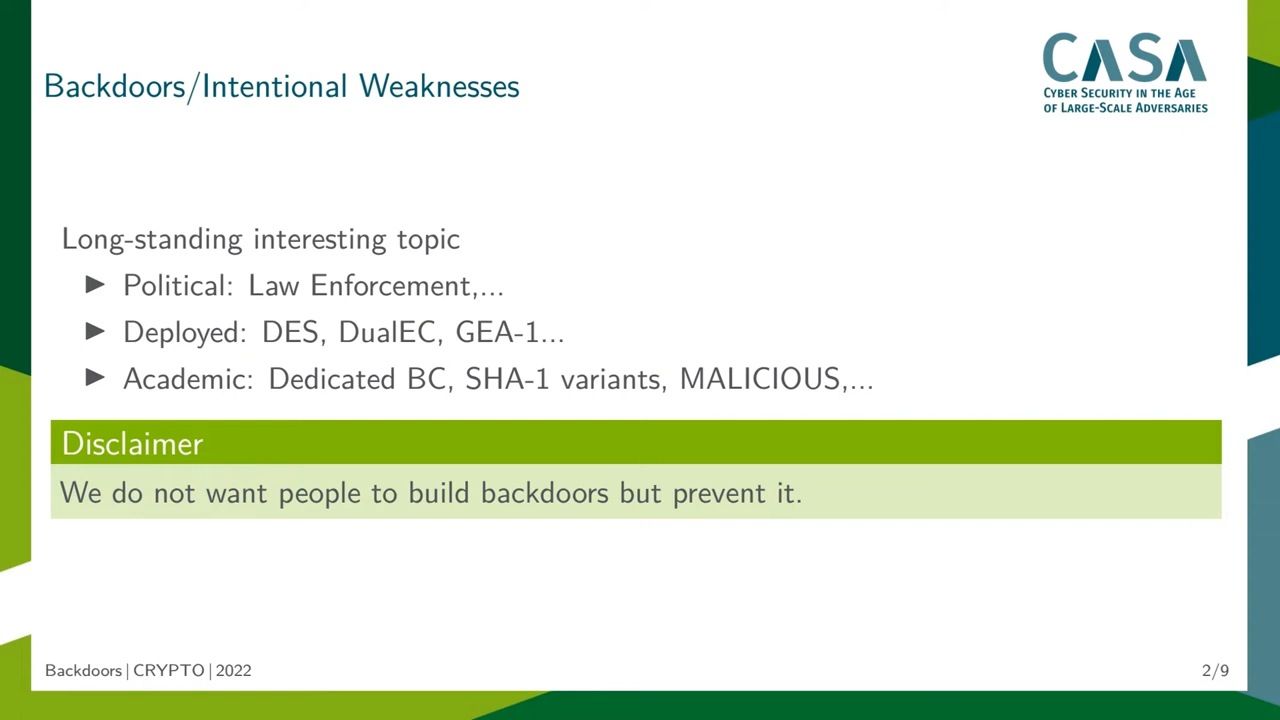 Backdoors/Intentional Weaknesses
CASA
CYBER SECURITY IN THE AGE
OF LARGE-SCALE ADVERSARIES
Long-standing interesting topic
▶ Political: Law Enforcement,...
▶ Deployed: DES, DualEC, GEA-1...
▶ Academic: Dedicated BC, SHA-1 variants, MALICIOUS,...
Disclaimer
We do not want people to build backdoors but prevent it.
Backdoors | CRYPTO | 2022
2/9